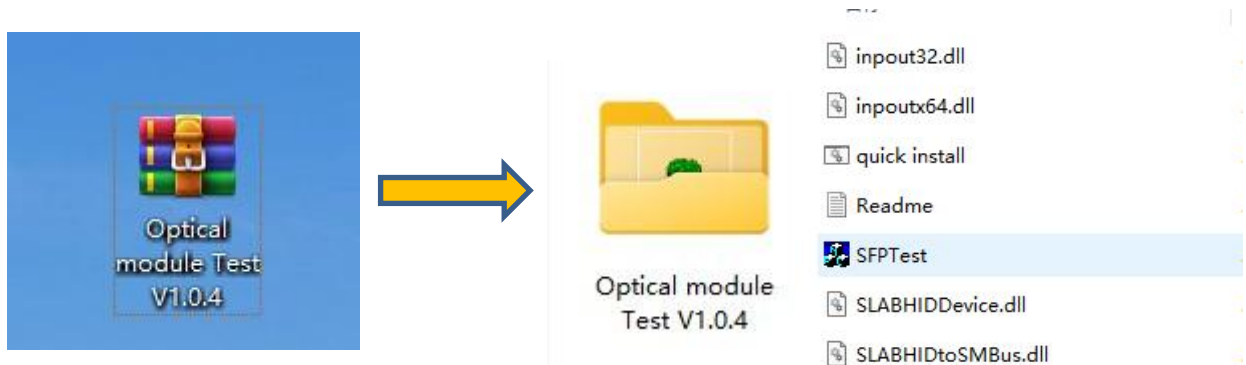 Optical
module Test
V1.0.4
Optical module
Test V1.0.4
inpout32.dll
inpoutx64.dll
quick install
Readme
SFPTest
SLABHIDDevice.dll
SLABHIDtoSMBus.dll